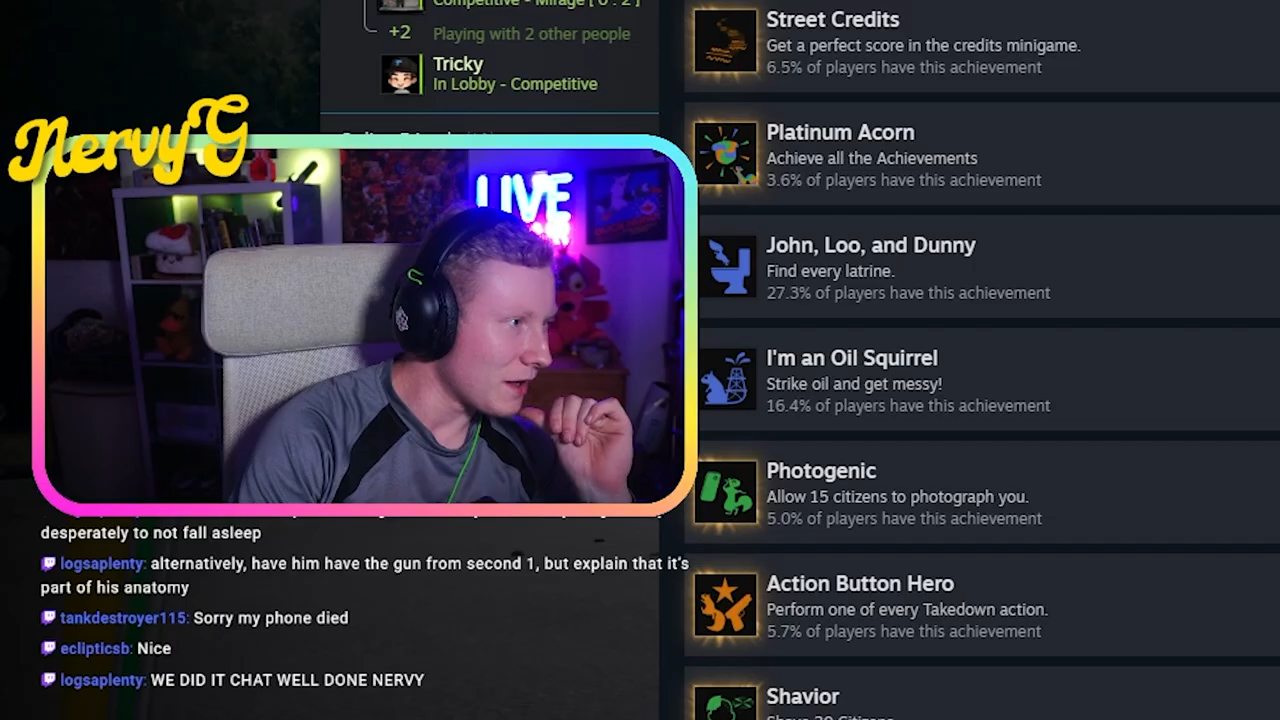 Competitive - Mirage [ 0 : 2 ]
+2 Playing with 2 other people
Tricky
In Lobby - Competitive
NervyG
LIVE
desperately to not fall asleep
logsaplenty: alternatively, have him have the gun from second 1, but explain that it's
part of his anatomy
tankdestroyer115: Sorry my phone died
eclipticsb: Nice
logsaplenty: WE DID IT CHAT WELL DONE NERVY
Street Credits
Get a perfect score in the credits minigame.
6.5% of players have this achievement
Platinum Acorn
Achieve all the Achievements
3.6% of players have this achievement
John, Loo, and Dunny
Find every latrine.
27.3% of players have this achievement
I'm an Oil Squirrel
Strike oil and get messy!
16.4% of players have this achievement
Photogenic
Allow 15 citizens to photograph you.
5.0% of players have this achievement
Action Button Hero
Perform one of every Takedown action.
5.7% of players have this achievement
Shavior